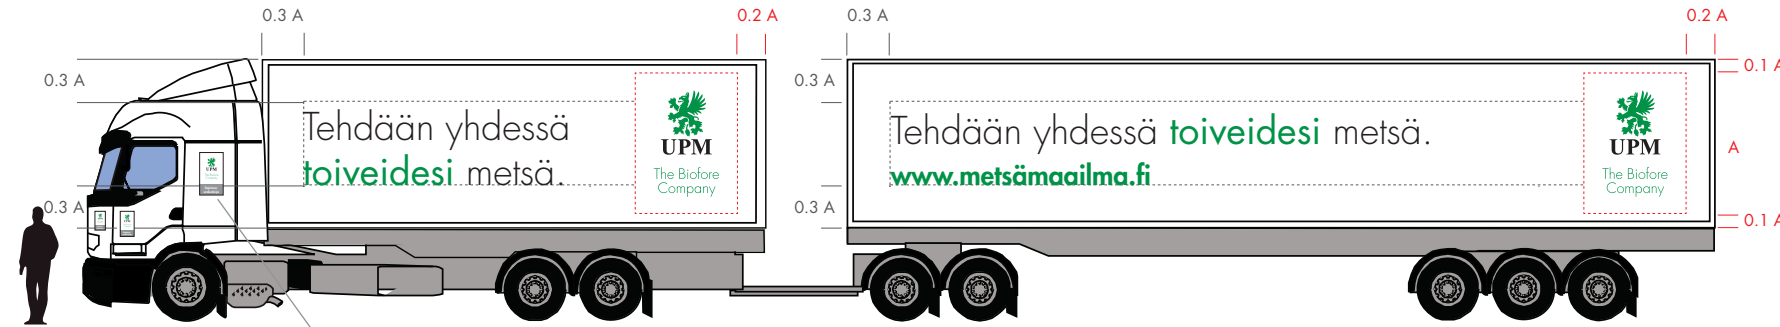 0.3 A
0.2 A
0.3 A
0.2 A
0.3 A
0.3 A
0.1 A
Tehdään yhdessä
toiveidesi metsä.
UPM
The Biofore
Company
Tehdään yhdessä toiveidesi metsä.
www.metsämaailma.fi
UPM
The Biofore
Company
A
UPM
0.3 A
0.3 A
0.1 A